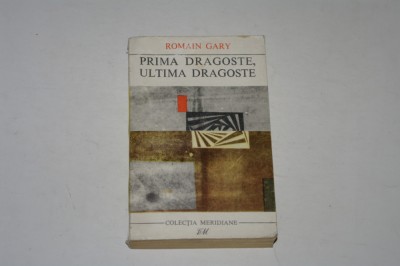 ROMAIN GARY
PRIMA DRAGOSTE,
ULTIMA DRAGOSTE
COLECȚIA MERIDIANE